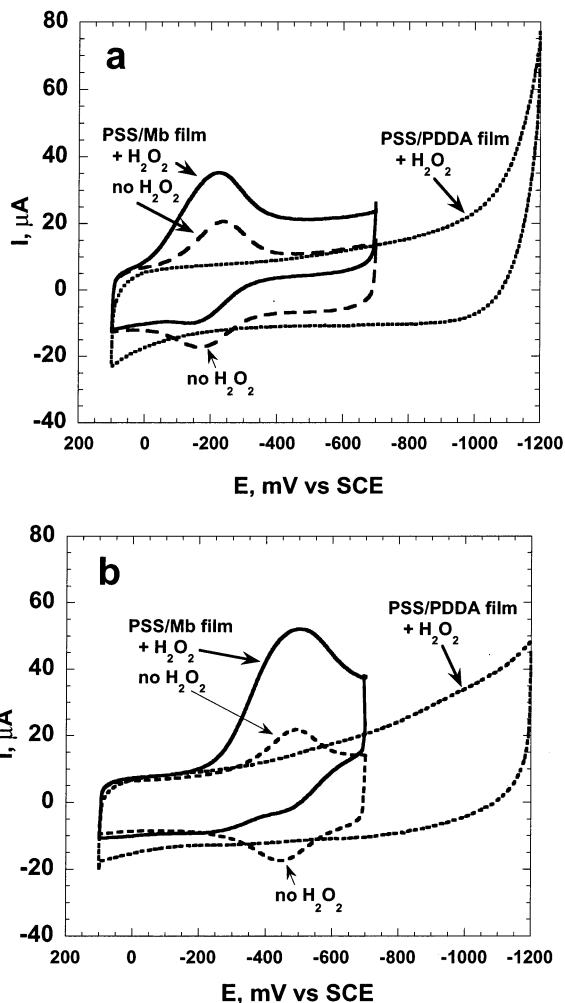 80
a
60
PSS/Mb film
+ H₂O₂
no H₂O₂
PSS/PDDA film
+ H₂O₂
40
20
0
-20
-40
I, µA
no H₂O₂
200 0 -200 -400 -600 -800 -1000 -1200
E, mV vs SCE
80
b
60
PSS/Mb film
+ H₂O₂
no H₂O₂
PSS/PDDA film
+ H₂O₂
40
20
0
-20
-40
I, µA
no H₂O₂
200 0 -200 -400 -600 -800 -1000 -1200
E, mV vs SCE